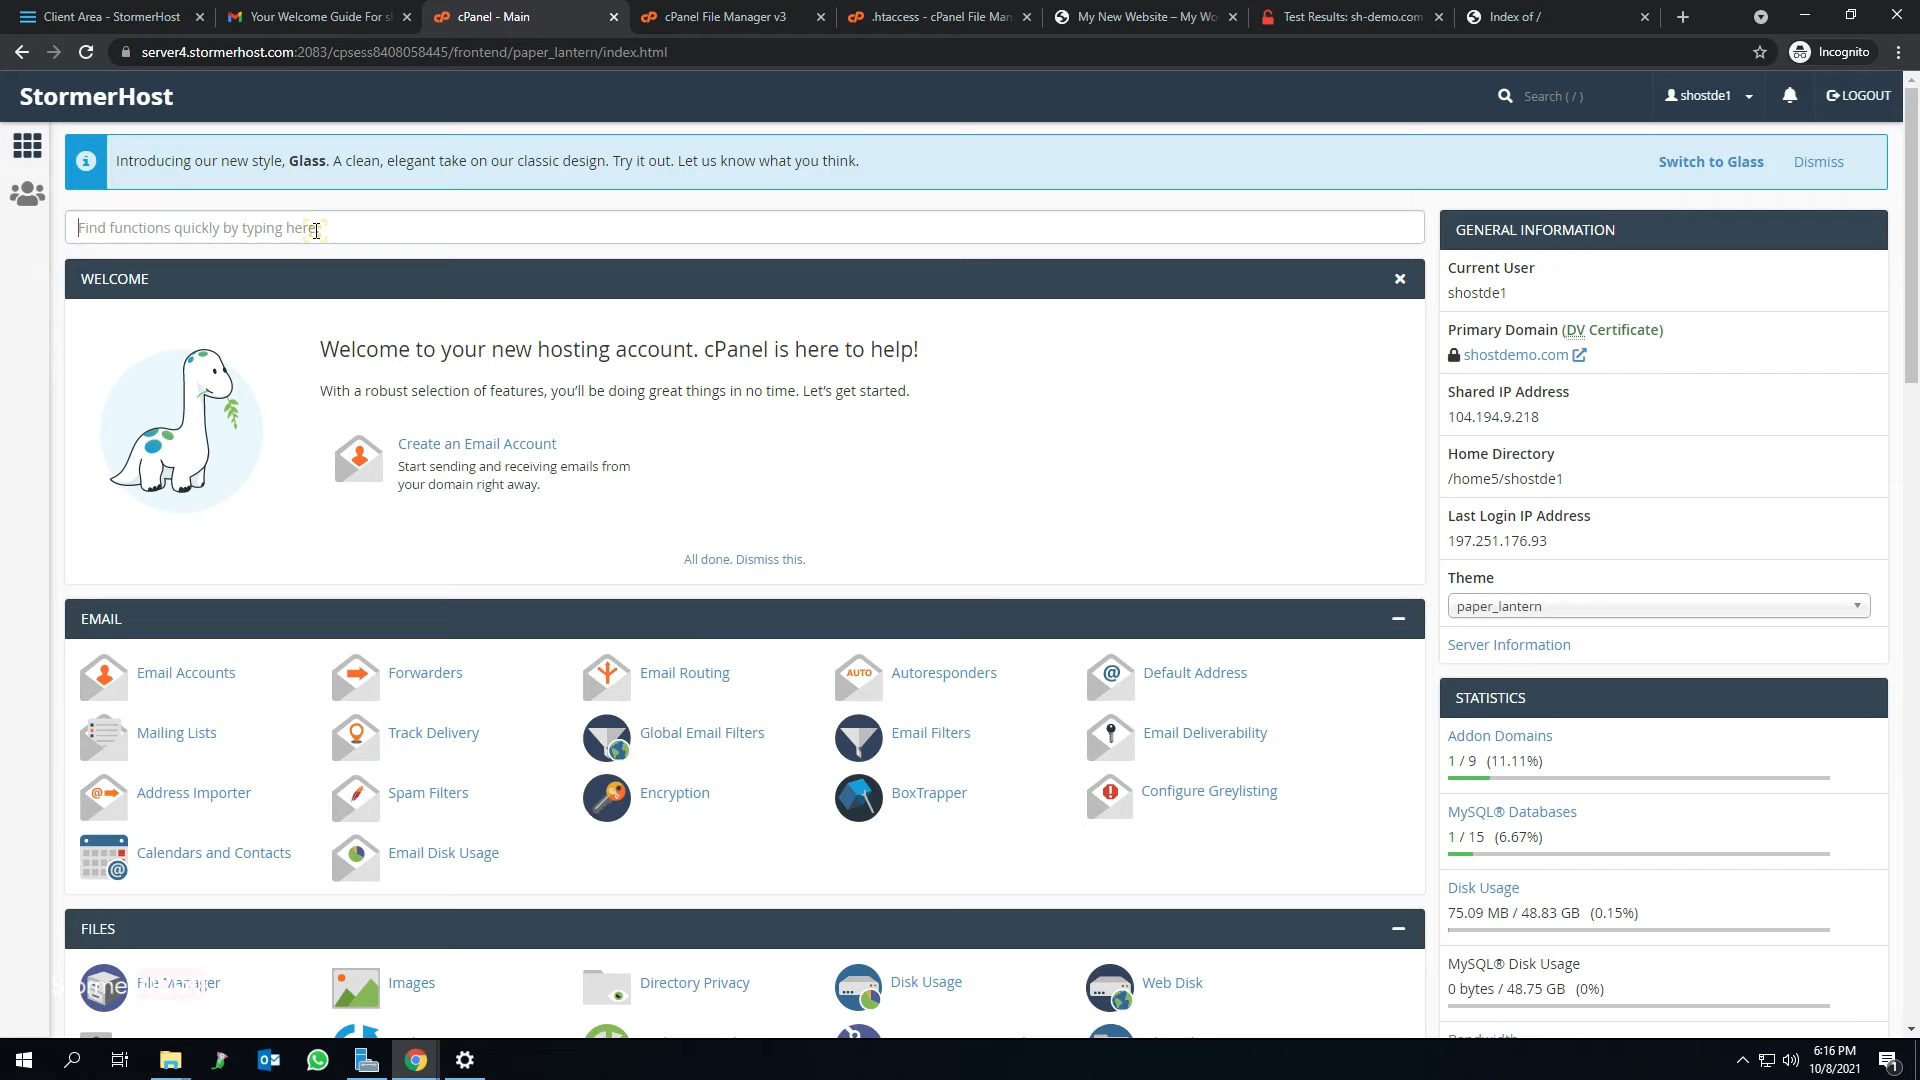 Client Area - StormerHost
Your Welcome Guide For s
cPanel - Main
cPanel File Manager v3
.htaccess - cPanel File Man
My New Website – My Wo
Test Results: sh-demo.com
Index of /
server4.stormerhost.com:2083/cpsess8408058445/frontend/paper_lantern/index.html
Incognito
StormerHost
Search ( / )
shostde1
LOGOUT
Introducing our new style, Glass. A clean, elegant take on our classic design. Try it out. Let us know what you think.
Switch to Glass
Dismiss
Find functions quickly by typing here
WELCOME
Welcome to your new hosting account. cPanel is here to help!
With a robust selection of features, you’ll be doing great things in no time. Let’s get started.
Create an Email Account
Start sending and receiving emails from
your domain right away.
All done. Dismiss this.
EMAIL
Email Accounts
Forwarders
Email Routing
AUTO
Autoresponders
Default Address
Mailing Lists
Track Delivery
Global Email Filters
Email Filters
Email Deliverability
Address Importer
Spam Filters
Encryption
BoxTrapper
Configure Greylisting
Calendars and Contacts
Email Disk Usage
FILES
File Manager
Images
Directory Privacy
Disk Usage
Web Disk
GENERAL INFORMATION
Current User
shostde1
Primary Domain (DV Certificate)
shostdemo.com
Shared IP Address
104.194.9.218
Home Directory
/home5/shostde1
Last Login IP Address
197.251.176.93
Theme
paper_lantern
Server Information
STATISTICS
Addon Domains
1 / 9 (11.11%)
MySQL® Databases
1 / 15 (6.67%)
Disk Usage
75.09 MB / 48.83 GB (0.15%)
MySQL® Disk Usage
0 bytes / 48.75 GB (0%)
6:16 PM
10/8/2021
1